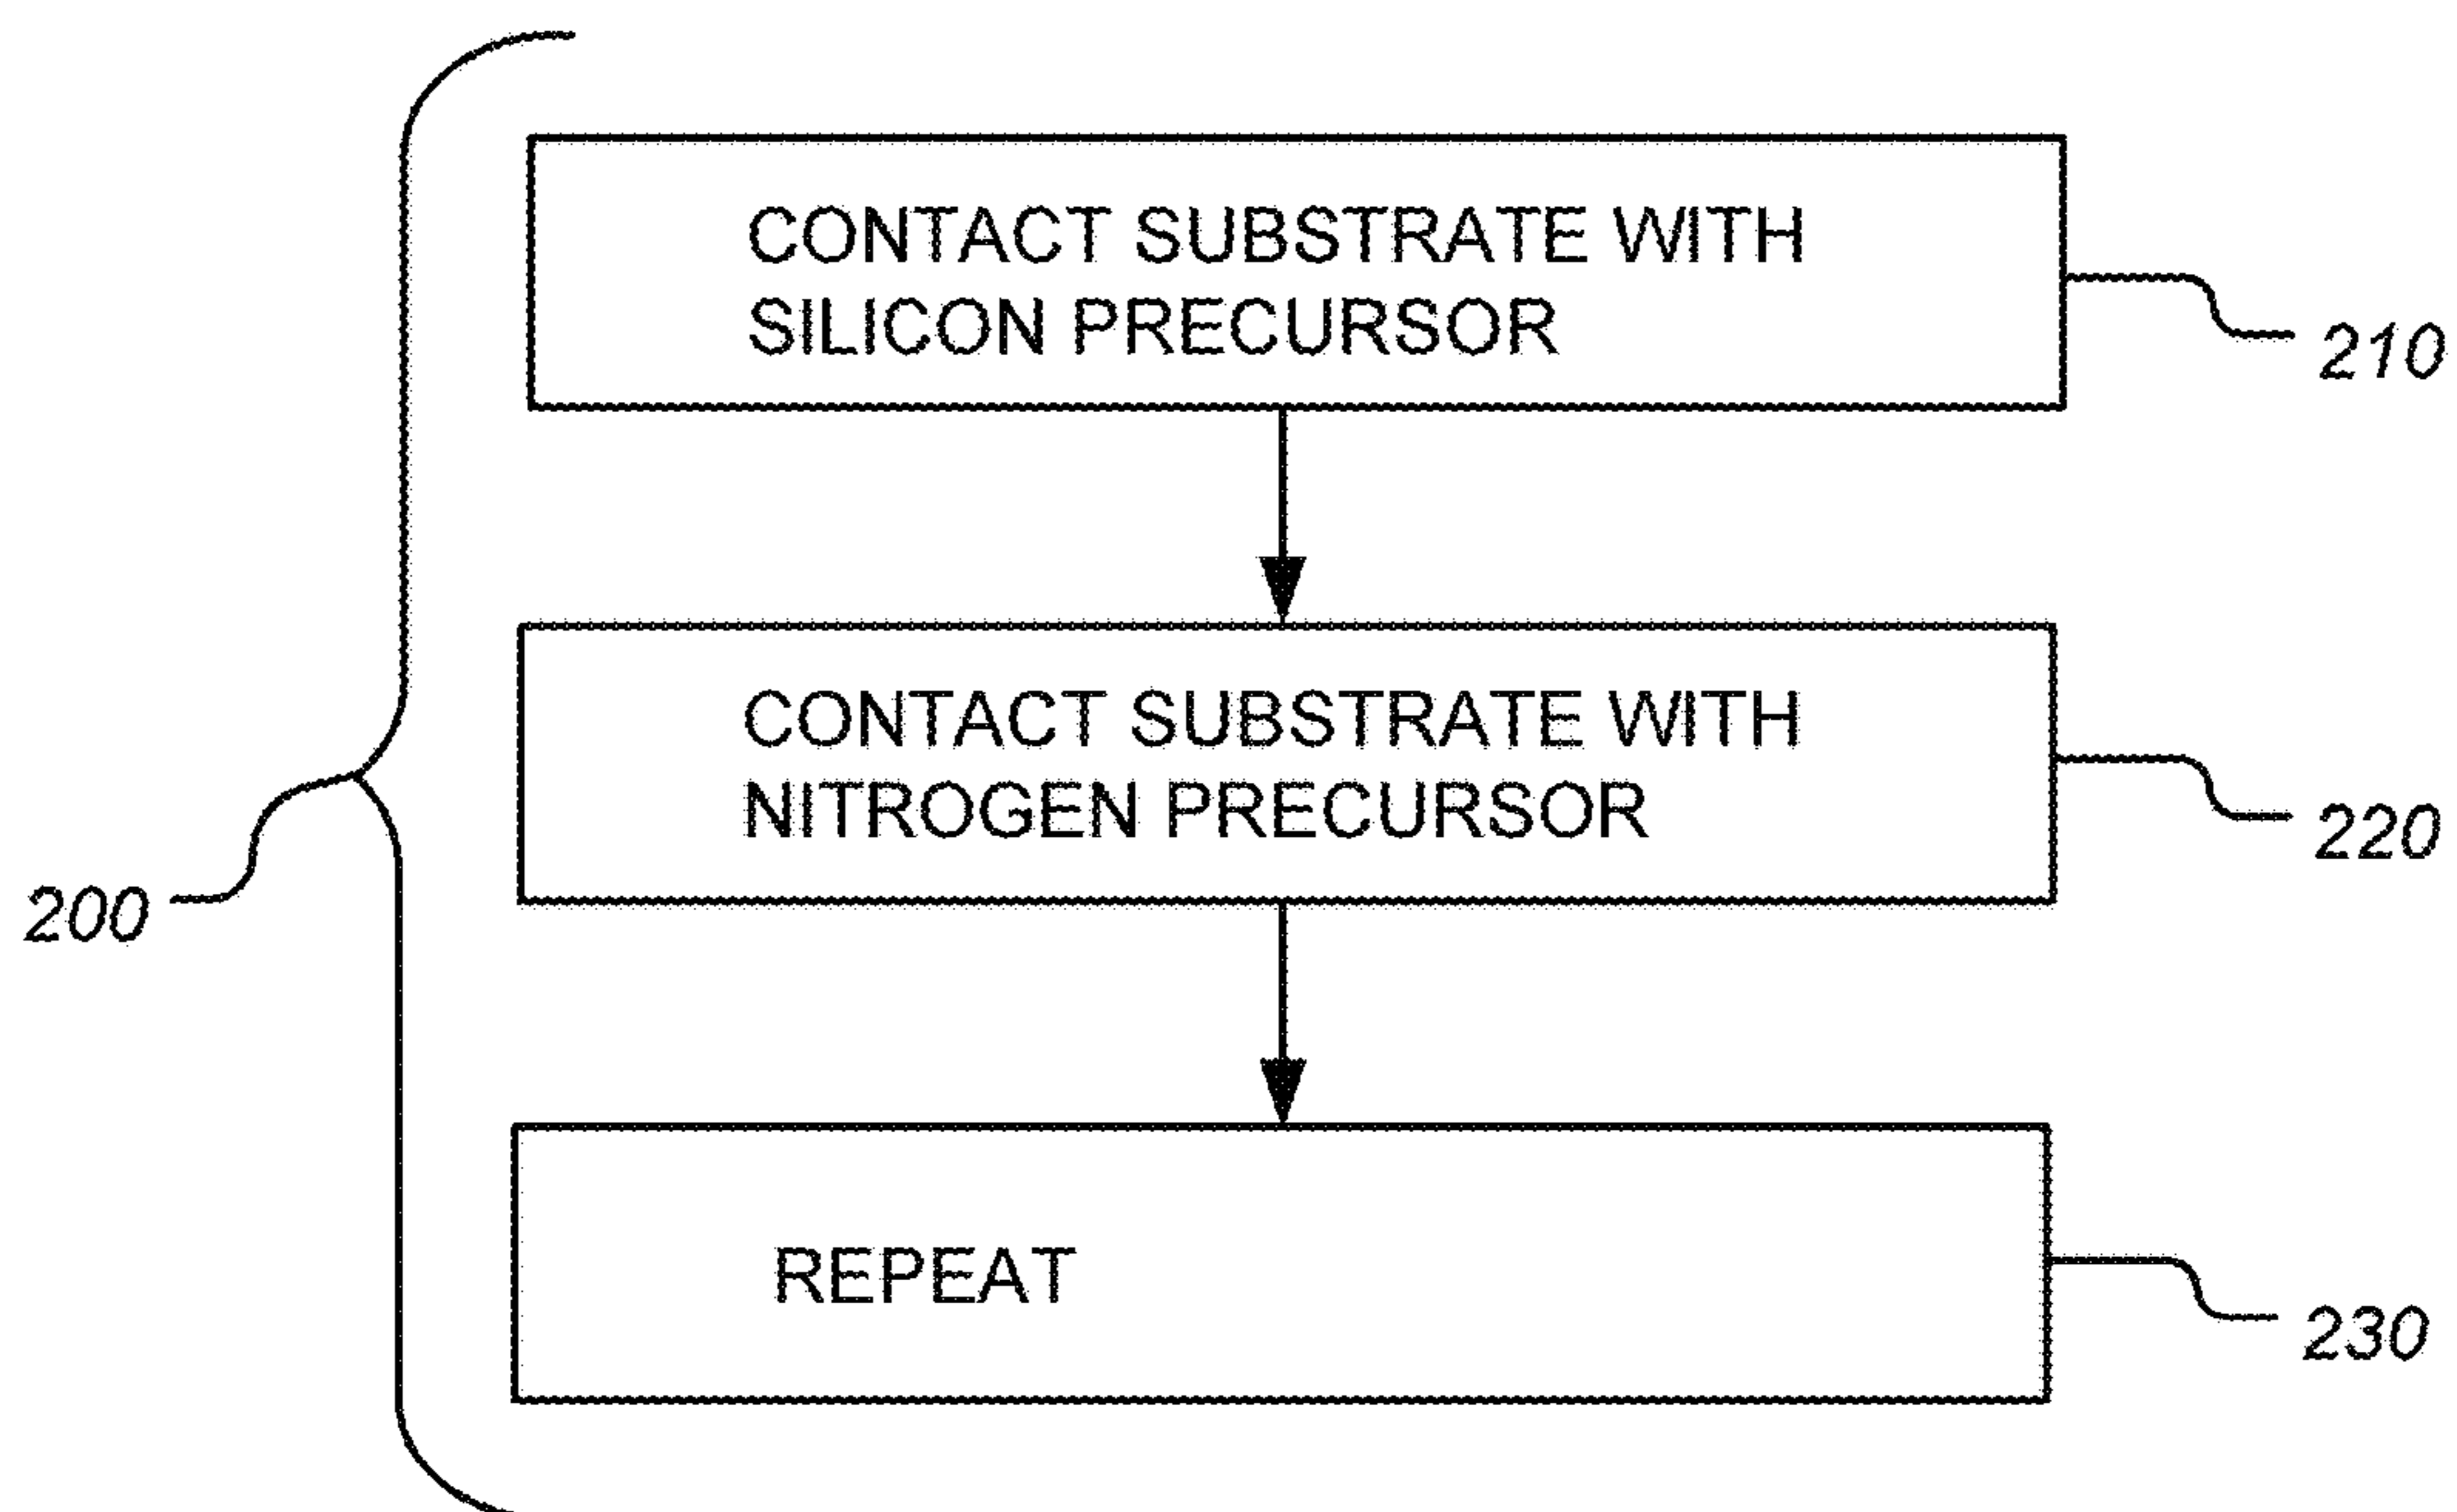 CONTACT SUBSTRATE WITH
SILICON PRECURSOR
210
CONTACT SUBSTRATE WITH
NITROGEN PRECURSOR
220
200
REPEAT
230